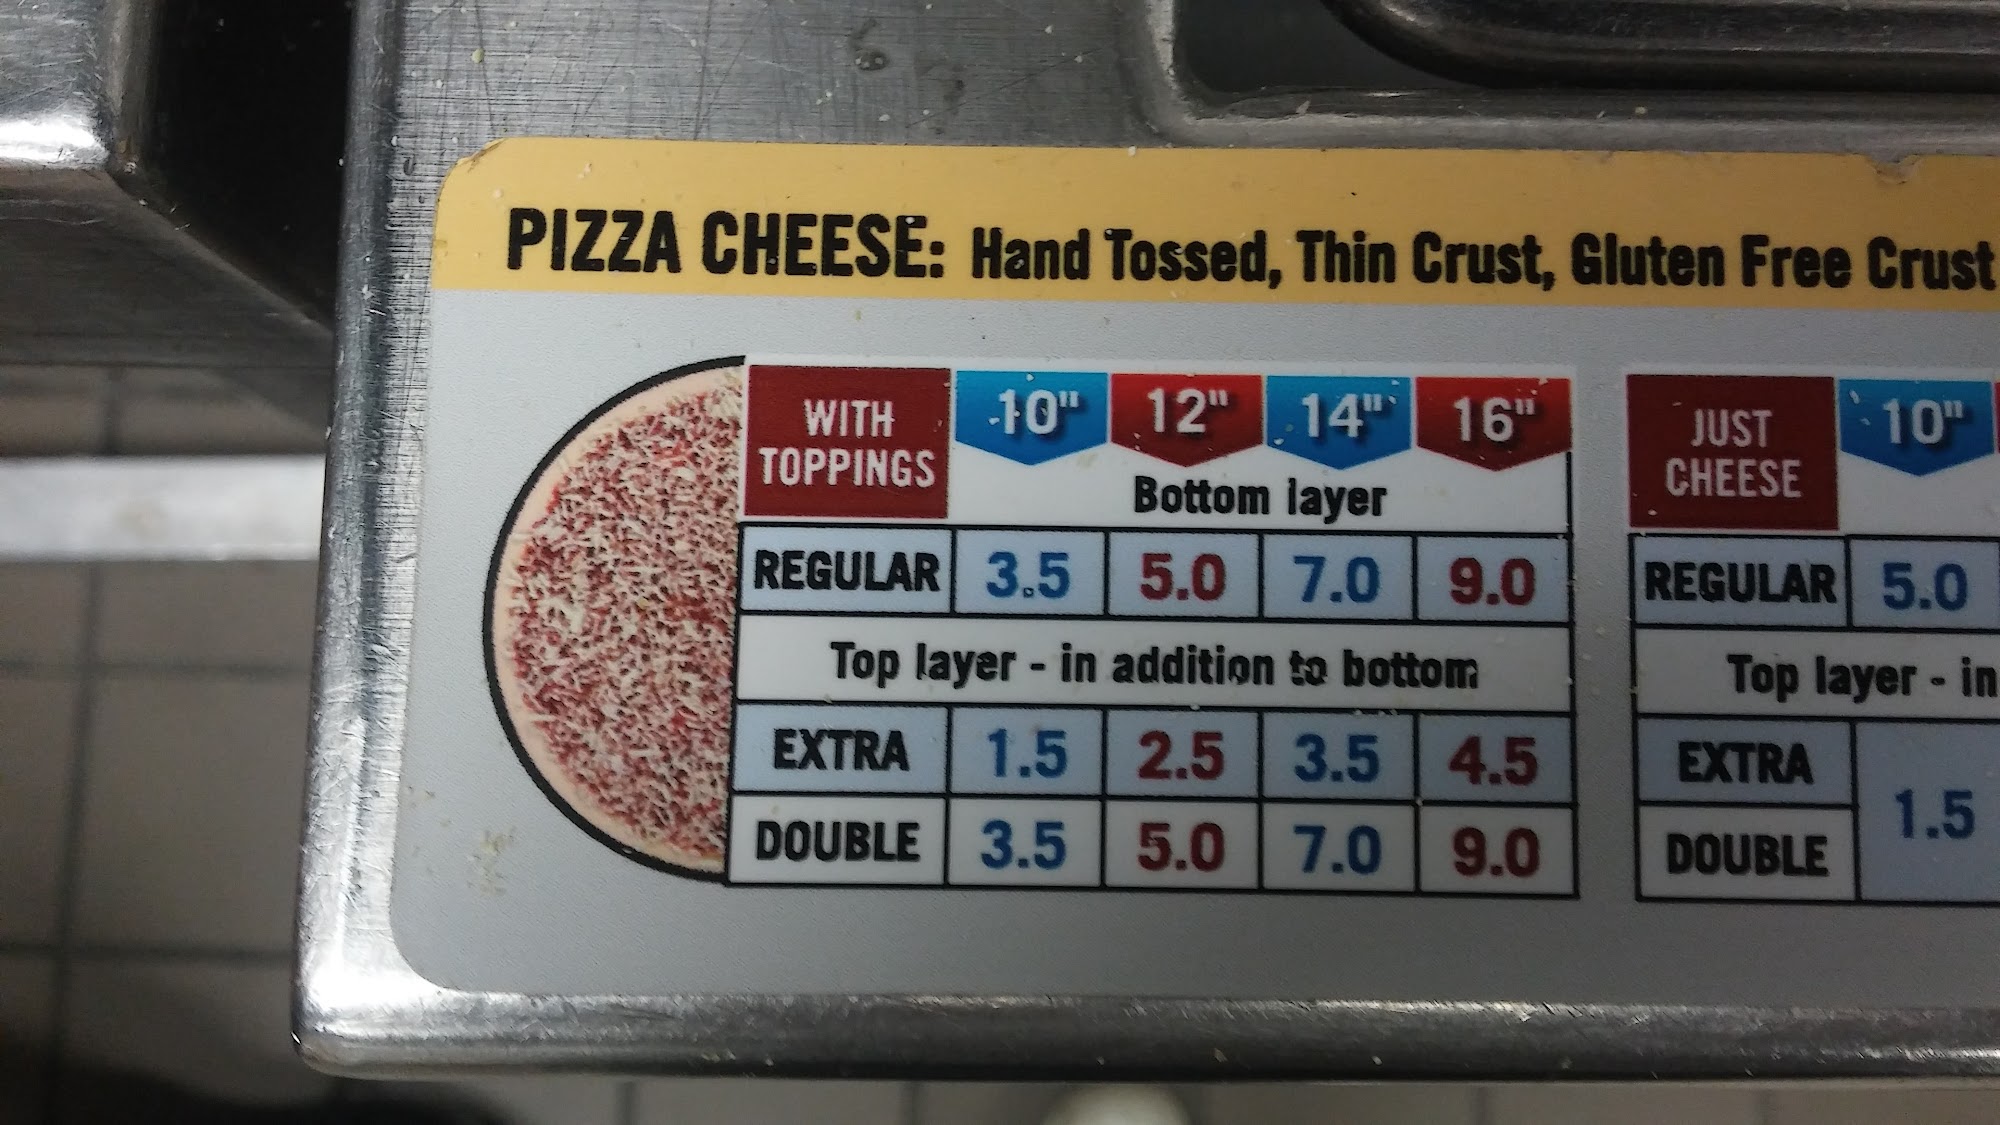 PIZZA CHEESE: Hand Tossed, Thin Crust, Gluten Free Crust
WITH TOPPINGS 10" 12" 14" 16"
Bottom layer
REGULAR 3.5 5.0 7.0 9.0
Top layer - in addition to bottom
EXTRA 1.5 2.5 3.5 4.5
DOUBLE 3.5 5.0 7.0 9.0
JUST CHEESE 10"
REGULAR 5.0
Top layer - in
EXTRA 1.5
DOUBLE